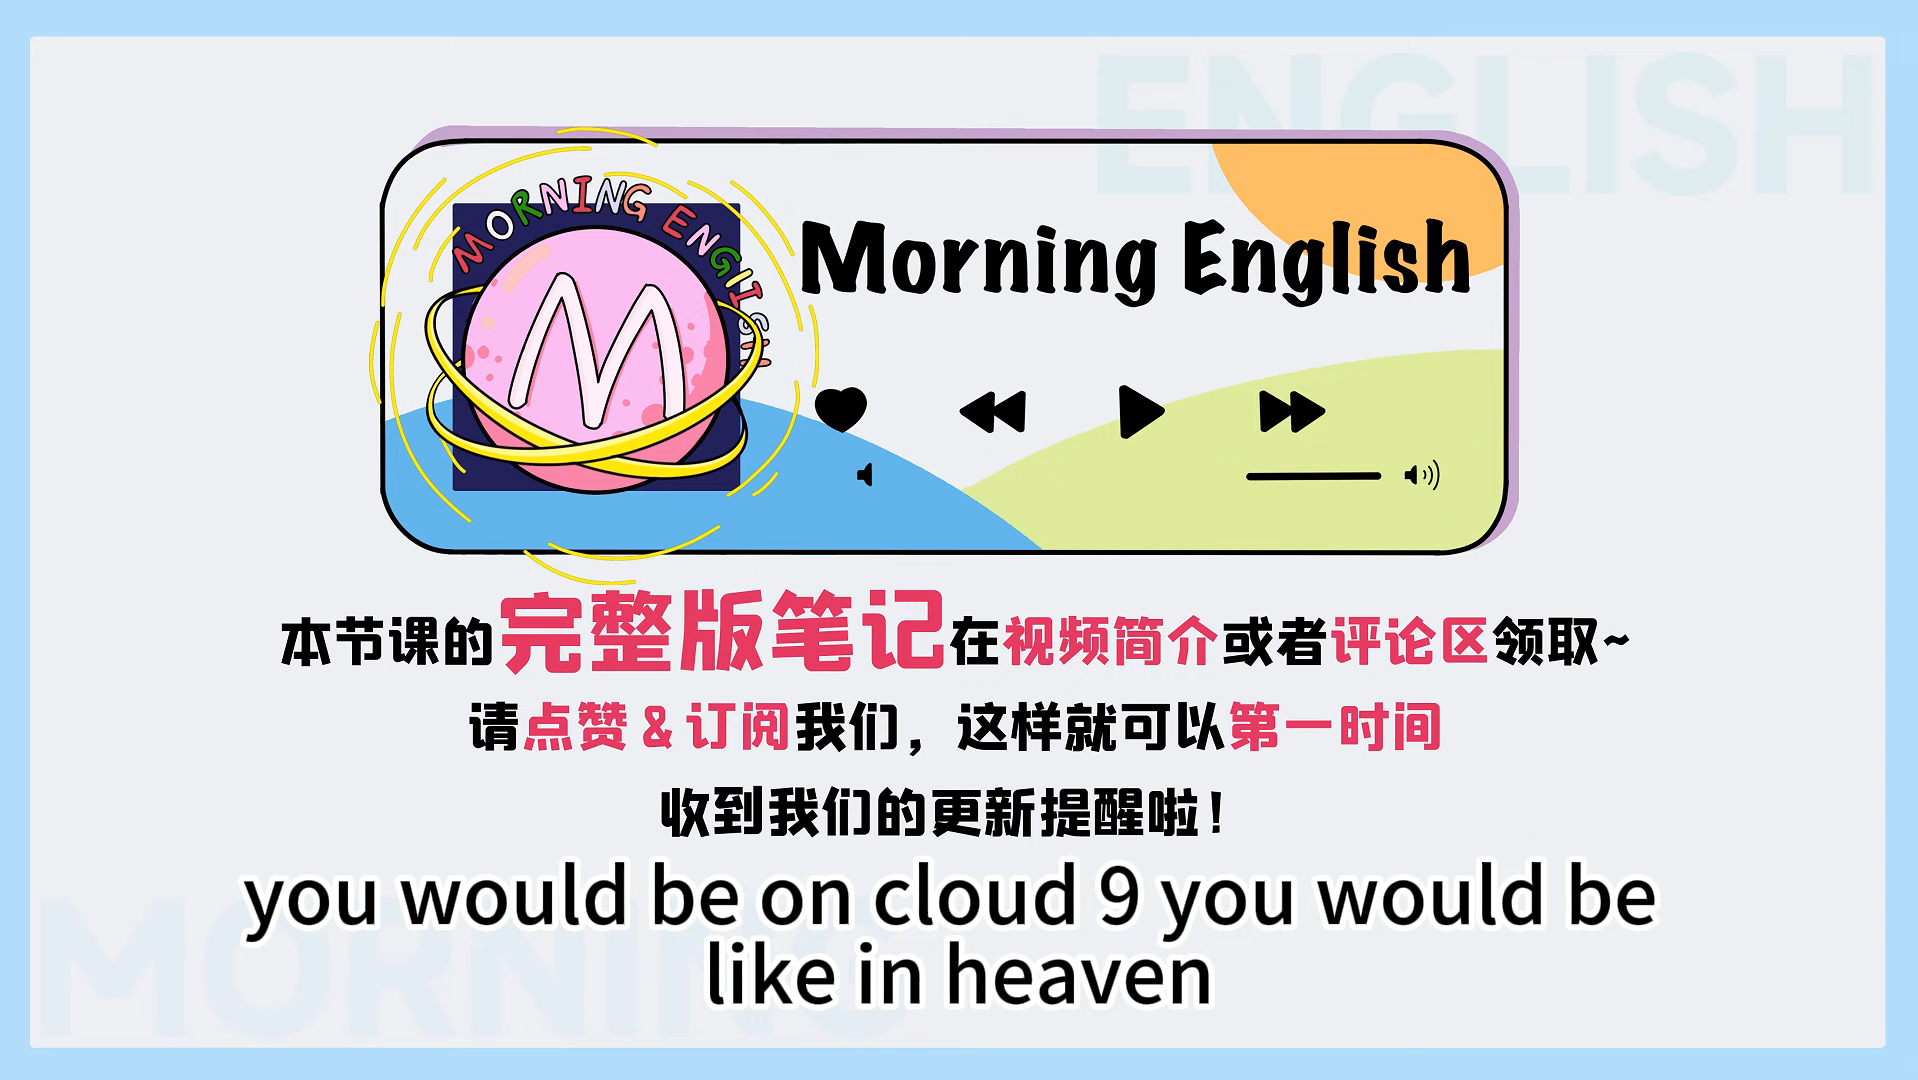 ENGLISH
MORNING ENGLISH
M
Morning English
本节课的完整版笔记在视频简介或者评论区领取~
请点赞&订阅我们，这样就可以第一时间
收到我们的更新提醒啦！
you would be on cloud 9 you would be
like in heaven
MORNING